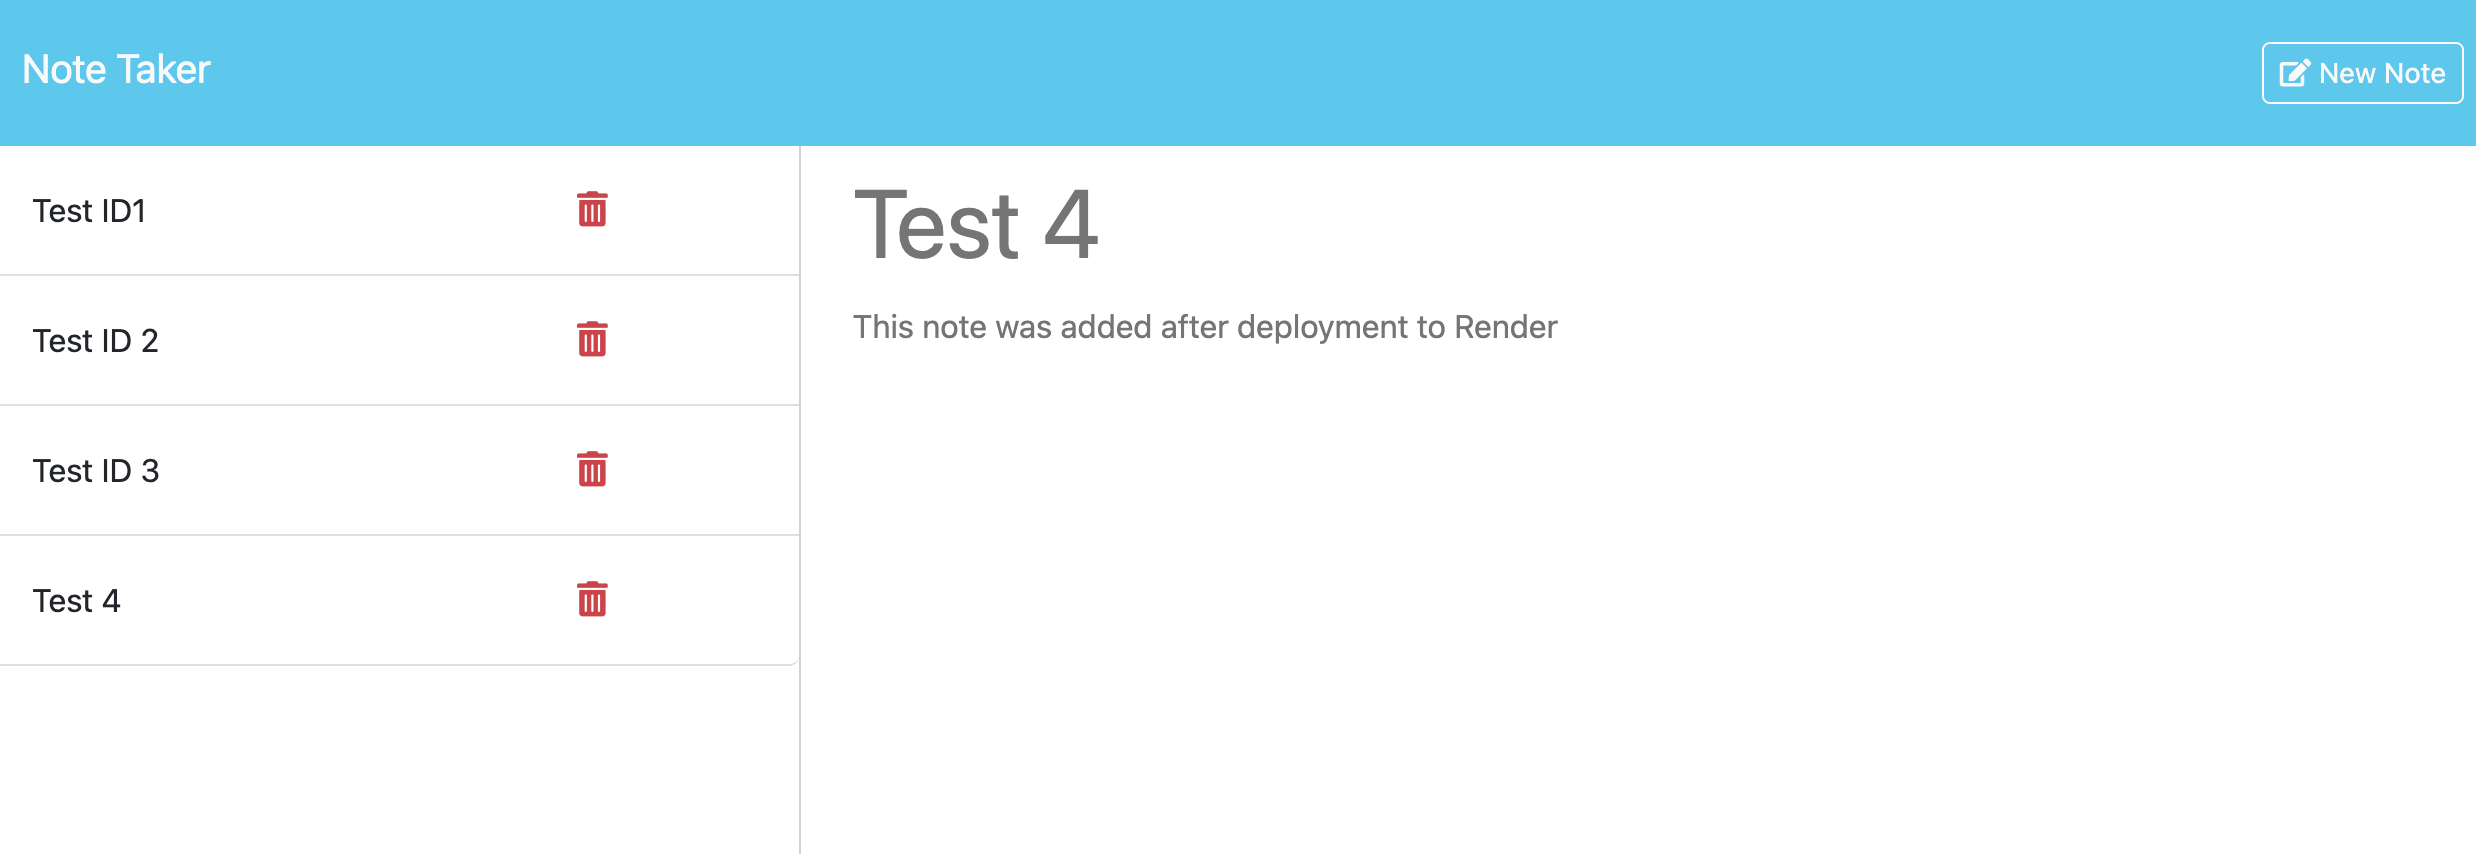 Note Taker
New Note
Test ID1
Test ID 2
Test ID 3
Test 4
Test 4
This note was added after deployment to Render